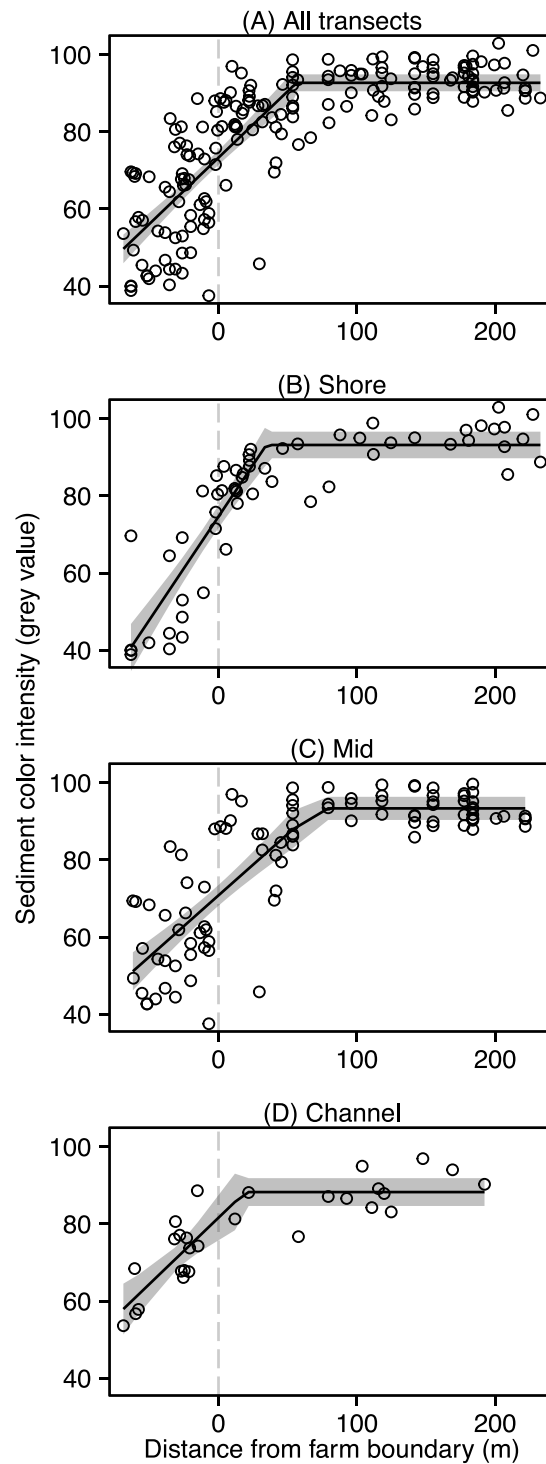 (A) All transects
100
80
60
40
0 100 200
(B) Shore
100
80
60
40
0 100 200
Sediment color intensity (grey value)
(C) Mid
100
80
60
40
0 100 200
(D) Channel
100
80
60
40
0 100 200
Distance from farm boundary (m)